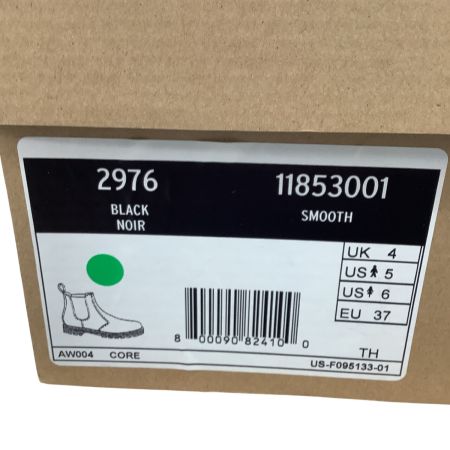 2976 11853001
BLACK SMOOTH
NOIR
UK 4
US 5
US 6
EU 37
8 00090 82410 0
TH
AW004 CORE US-F095133-01